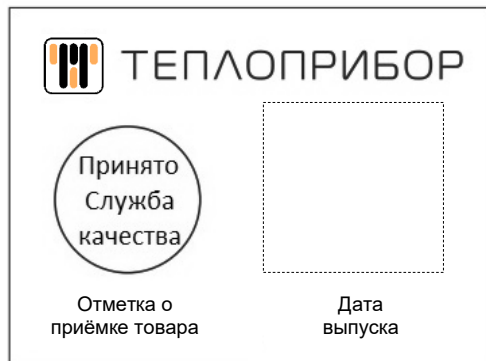 ТЕПЛОПРИБОР
Принято
Служба
качества
Отметка о
приёмке товара
Дата
выпуска